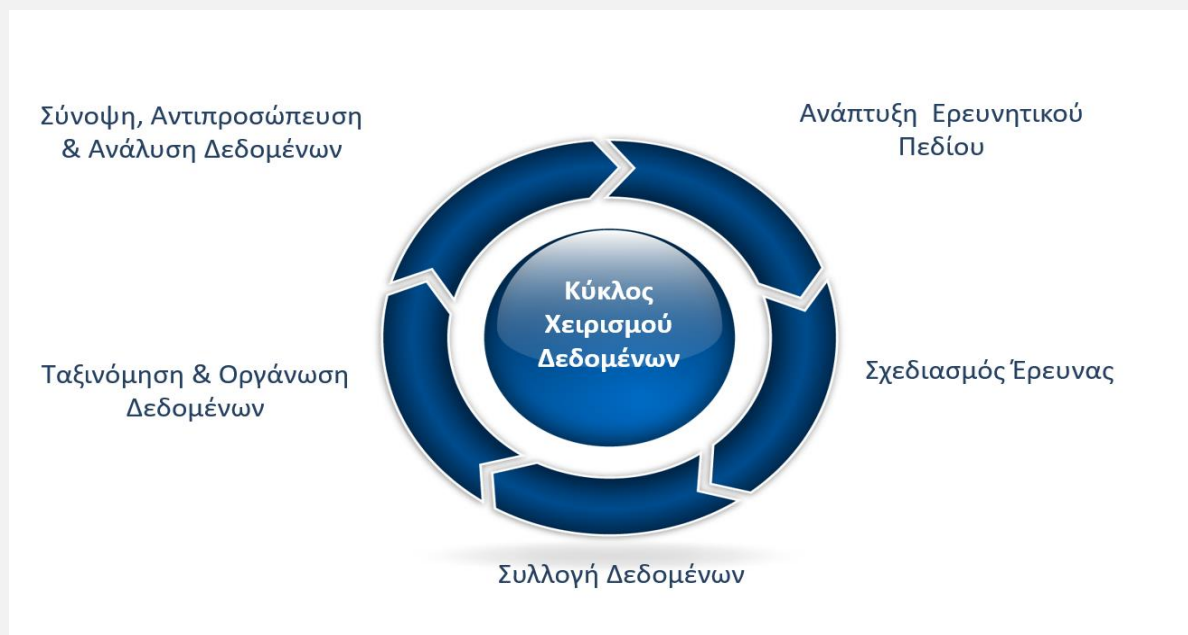 Σύνοψη, Αντιπροσώπευση
& Ανάλυση Δεδομένων
Ανάπτυξη Ερευνητικού
Πεδίου
Κύκλος
Χειρισμού
Δεδομένων
Ταξινόμηση & Οργάνωση
Δεδομένων
Σχεδιασμός Έρευνας
Συλλογή Δεδομένων